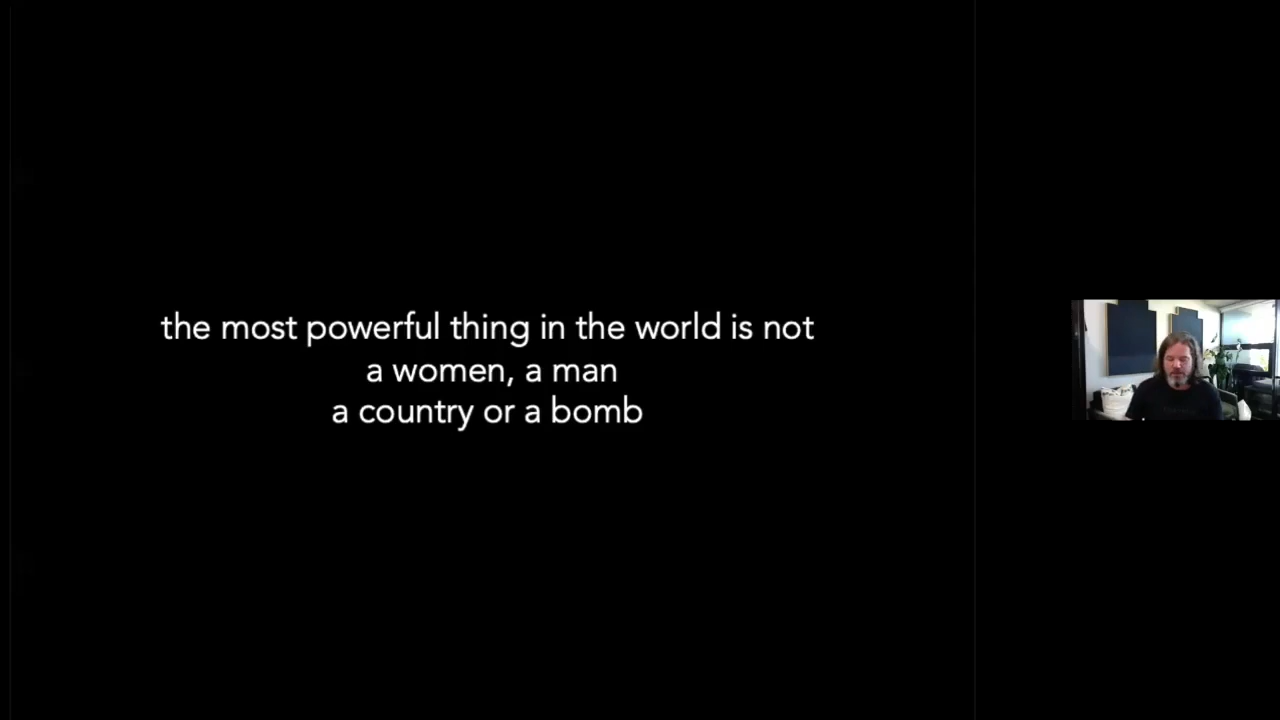 the most powerful thing in the world is not
a women, a man
a country or a bomb